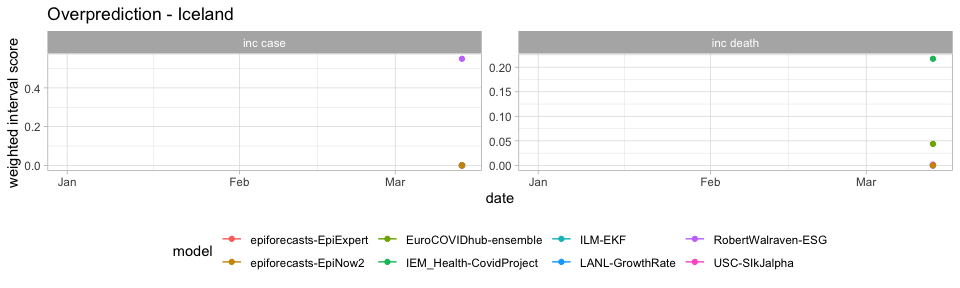 Overprediction - Iceland
inc case
inc death
weighted interval score
0.4
0.2
0.0
0.20
0.15
0.10
0.05
0.00
Jan Feb Mar
Jan Feb Mar
date
model
epiforecasts-EpiExpert EuroCOVIDhub-ensemble ILM-EKF RobertWalraven-ESG
epiforecasts-EpiNow2 IEM_Health-CovidProject LANL-GrowthRate USC-SIkJalpha